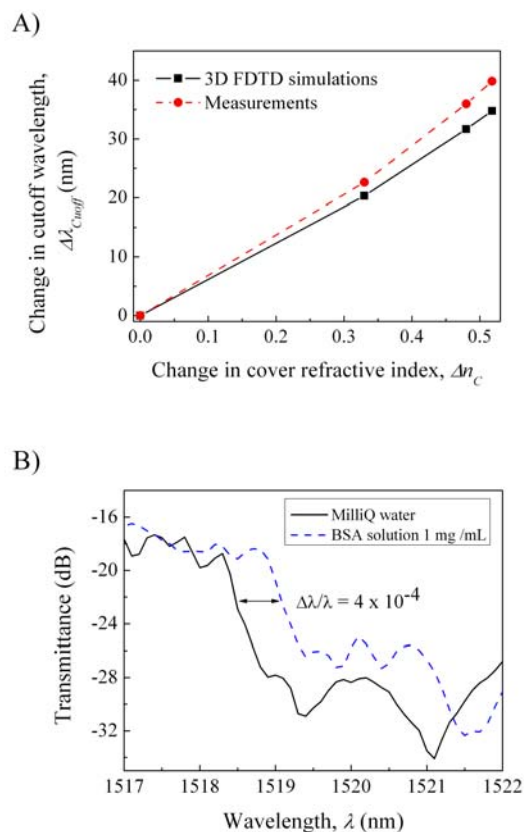 A)
Change in cutoff wavelength,
Δλ_Cuoff (nm)
40
30
20
10
0
3D FDTD simulations
Measurements
0.0 0.1 0.2 0.3 0.4 0.5
Change in cover refractive index, Δn_C
B)
Transmittance (dB)
-16
-20
-24
-28
-32
MilliQ water
BSA solution 1 mg /mL
Δλ/λ = 4 x 10⁻⁴
1517 1518 1519 1520 1521 1522
Wavelength, λ (nm)